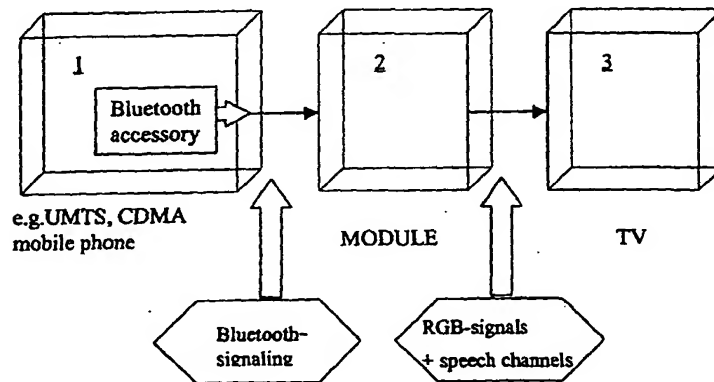 1
2
3
Bluetooth
accessory
e.g.UMTS, CDMA
mobile phone
MODULE
TV
Bluetooth-
signaling
RGB-signals
+ speech channels